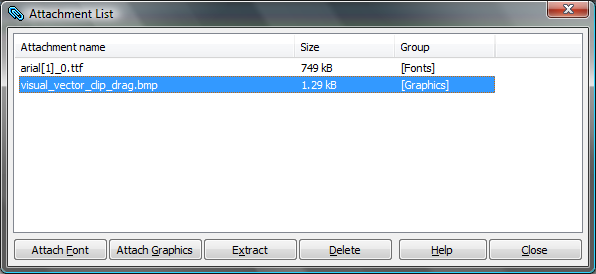 Attachment List
Attachment name Size Group
arial[1]_0.ttf 749 kB [Fonts]
visual_vector_clip_drag.bmp 1.29 kB [Graphics]
Attach Font Attach Graphics Extract Delete Help Close